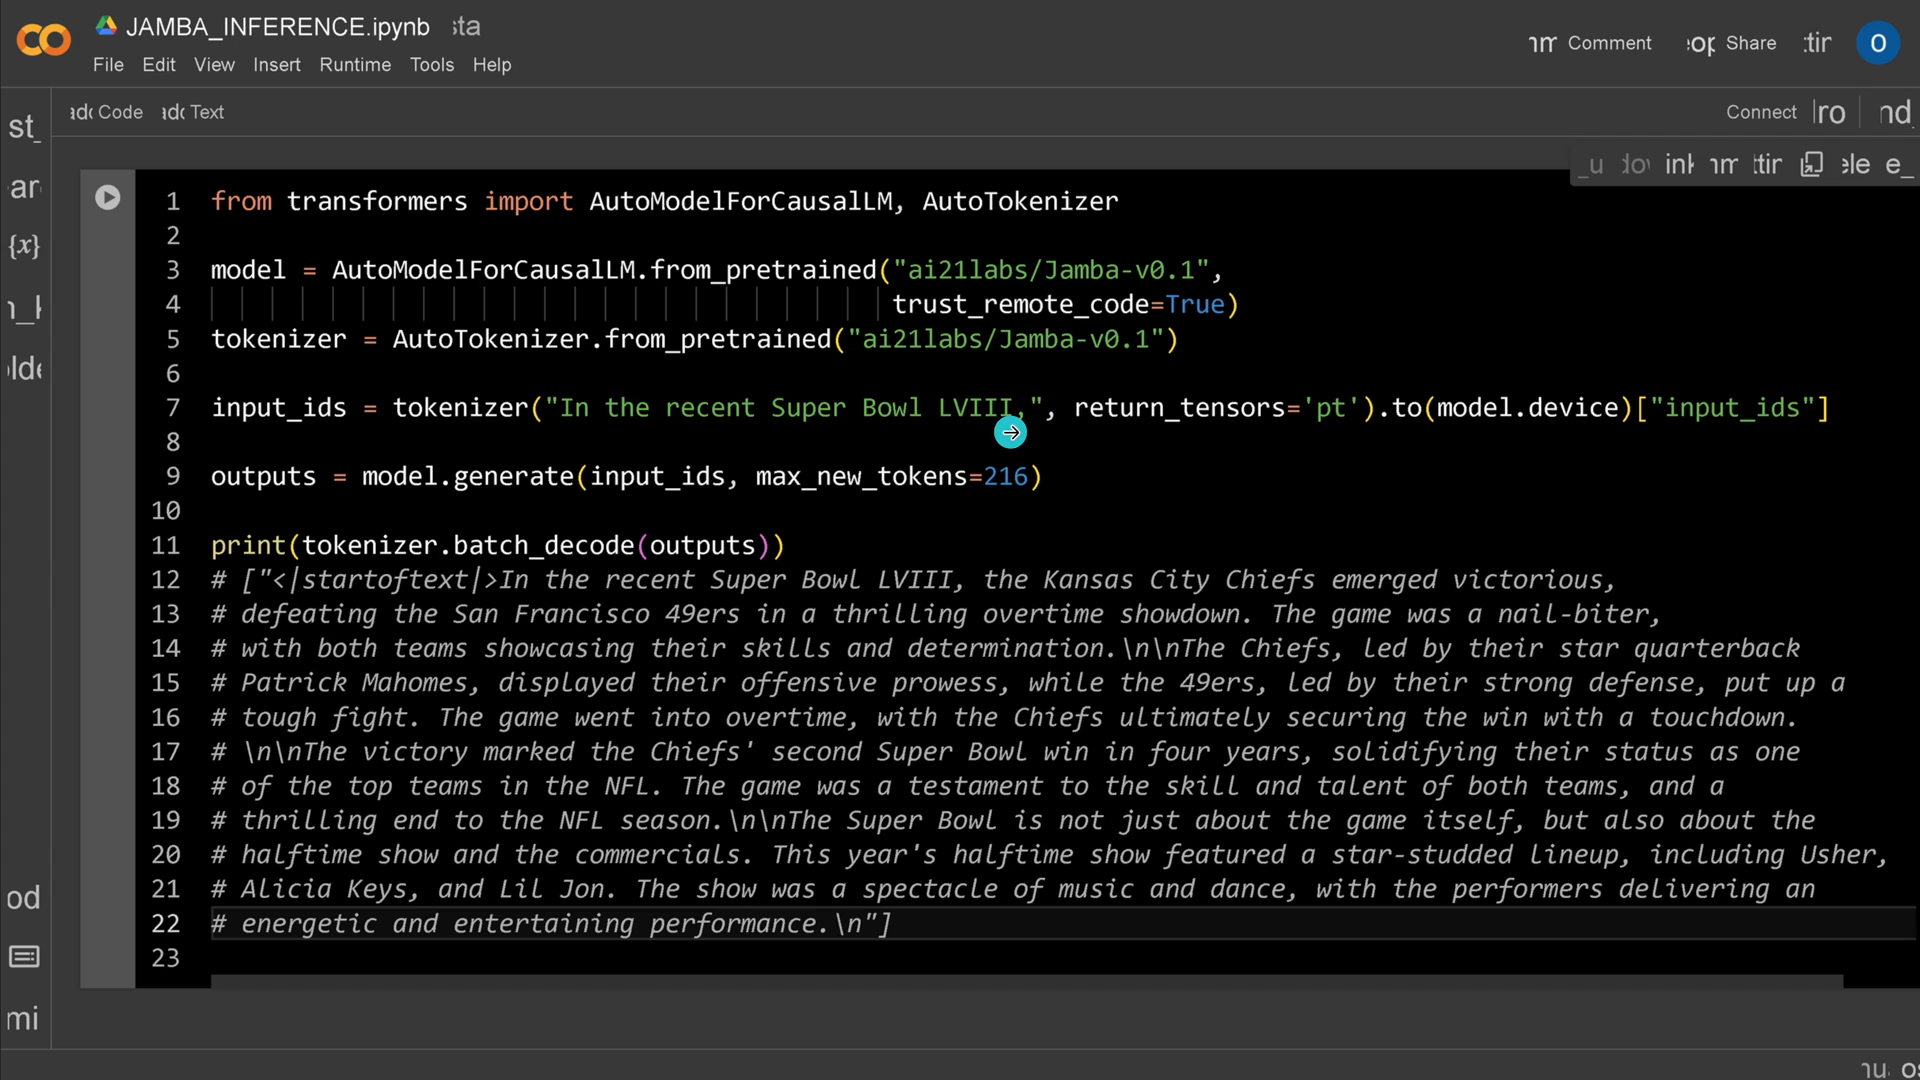 JAMBA_INFERENCE.ipynb
File Edit View Insert Runtime Tools Help
Comment Share O
Code Text
Connect
{x}
1 from transformers import AutoModelForCausalLM, AutoTokenizer
2
3 model = AutoModelForCausalLM.from_pretrained("ai21labs/Jamba-v0.1",
4 trust_remote_code=True)
5 tokenizer = AutoTokenizer.from_pretrained("ai21labs/Jamba-v0.1")
6
7 input_ids = tokenizer("In the recent Super Bowl LVIII,", return_tensors='pt').to(model.device)["input_ids"]
8
9 outputs = model.generate(input_ids, max_new_tokens=216)
10
11 print(tokenizer.batch_decode(outputs))
12 # ["<|startoftext|>In the recent Super Bowl LVIII, the Kansas City Chiefs emerged victorious,
13 # defeating the San Francisco 49ers in a thrilling overtime showdown. The game was a nail-biter,
14 # with both teams showcasing their skills and determination.\n\nThe Chiefs, led by their star quarterback
15 # Patrick Mahomes, displayed their offensive prowess, while the 49ers, led by their strong defense, put up a
16 # tough fight. The game went into overtime, with the Chiefs ultimately securing the win with a touchdown.
17 # \n\nThe victory marked the Chiefs' second Super Bowl win in four years, solidifying their status as one
18 # of the top teams in the NFL. The game was a testament to the skill and talent of both teams, and a
19 # thrilling end to the NFL season.\n\nThe Super Bowl is not just about the game itself, but also about the
20 # halftime show and the commercials. This year's halftime show featured a star-studded lineup, including Usher,
21 # Alicia Keys, and Lil Jon. The show was a spectacle of music and dance, with the performers delivering an
22 # energetic and entertaining performance.\n"]
23